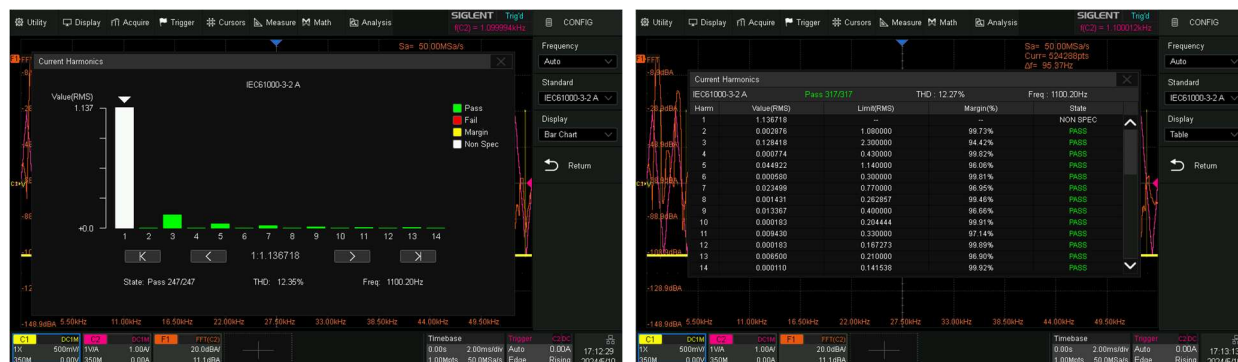 Utility Display Acquire Trigger Cursors Measure Math Analysis
SIGLENT Trig'd
f(C2) = 1.099994kHz
CONFIG
Sa= 50.00MSa/s
Frequency
Auto
Standard
IEC61000-3-2 A
Display
Bar Chart
Return
Current Harmonics
IEC61000-3-2 A
Value(RMS)
1.137
+0.0
Pass
Fail
Margin
Non Spec
1 2 3 4 5 6 7 8 9 10 11 12 13 14
1:1.136718
State: Pass 247/247 THD: 12.35% Freq: 1100.20Hz
-148.9dBA 5.50kHz 11.00kHz 16.50kHz 22.00kHz 27.50kHz 33.00kHz 38.50kHz 44.00kHz 49.50kHz
C1 DC1M C2 DC1M F1 FFT(C2)
1X 500mV/ 1V/A 1.00A/ 20.0dBA/
350M 0.00V 350M 0.00A 11.1dBA
Timebase Trigger C2DC
0.00s 2.00ms/div Auto 0.00A
1.00Mpts 50.0MSa/s Edge Rising
17:12:29
Utility Display Acquire Trigger Cursors Measure Math Analysis
SIGLENT Trig'd
f(C2) = 1.100012kHz
CONFIG
Sa= 50.00MSa/s
Curr= 524288pts
Δf= 95.37Hz
Frequency
Auto
Standard
IEC61000-3-2 A
Display
Table
Return
Current Harmonics
IEC61000-3-2 A Pass 317/317 THD : 12.27% Freq : 1100.20Hz
Harm Value(RMS) Limit(RMS) Margin(%) State
1 1.136718 -- -- NON SPEC
2 0.002876 1.080000 99.73% PASS
3 0.128418 2.300000 94.42% PASS
4 0.000774 0.430000 99.82% PASS
5 0.044922 1.140000 96.06% PASS
6 0.000580 0.300000 99.81% PASS
7 0.023499 0.770000 96.95% PASS
8 0.001431 0.262857 99.46% PASS
9 0.013367 0.400000 96.66% PASS
10 0.000183 0.204444 99.91% PASS
11 0.009430 0.330000 97.14% PASS
12 0.000183 0.167273 99.89% PASS
13 0.006500 0.210000 96.90% PASS
14 0.000110 0.141538 99.92% PASS
-128.9dBA
-148.9dBA 5.50kHz 11.00kHz 16.50kHz 22.00kHz 27.50kHz 33.00kHz 38.50kHz 44.00kHz 49.50kHz
C1 DC1M C2 DC1M F1 FFT(C2)
1X 500mV/ 1V/A 1.00A/ 20.0dBA/
350M 0.00V 350M 0.00A 11.1dBA
Timebase Trigger C2DC
0.00s 2.00ms/div Auto 0.00A
1.00Mpts 50.0MSa/s Edge Rising
17:13:13